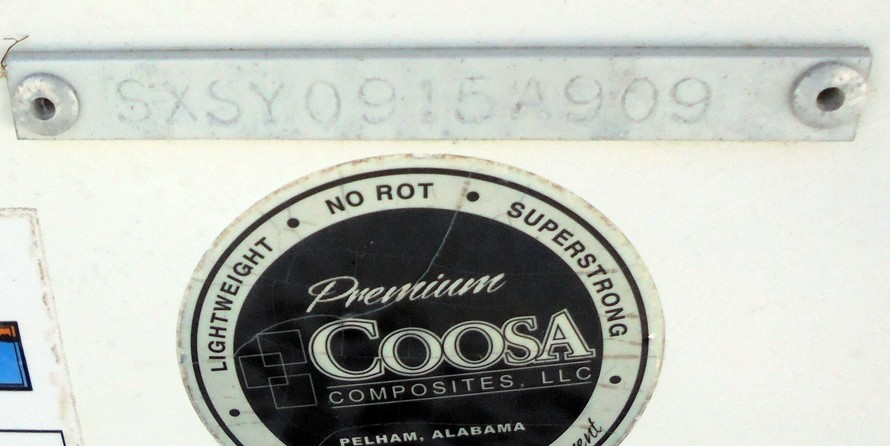 SXSY0915A909
LIGHTWEIGHT • NO ROT • SUPERSTRONG
Premium
COOSA
COMPOSITES, LLC
PELHAM, ALABAMA